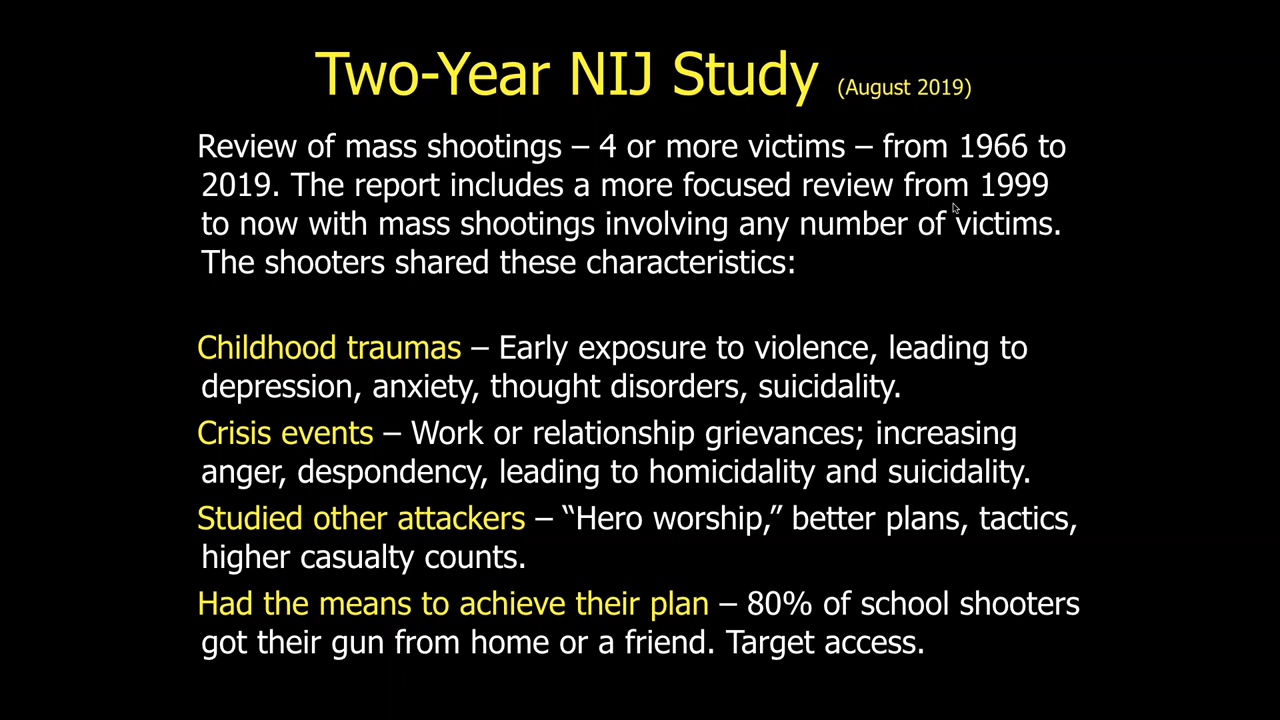 Two-Year NIJ Study (August 2019)
Review of mass shootings – 4 or more victims – from 1966 to
2019. The report includes a more focused review from 1999
to now with mass shootings involving any number of victims.
The shooters shared these characteristics:
Childhood traumas – Early exposure to violence, leading to
depression, anxiety, thought disorders, suicidality.
Crisis events – Work or relationship grievances; increasing
anger, despondency, leading to homicidality and suicidality.
Studied other attackers – “Hero worship,” better plans, tactics,
higher casualty counts.
Had the means to achieve their plan – 80% of school shooters
got their gun from home or a friend. Target access.